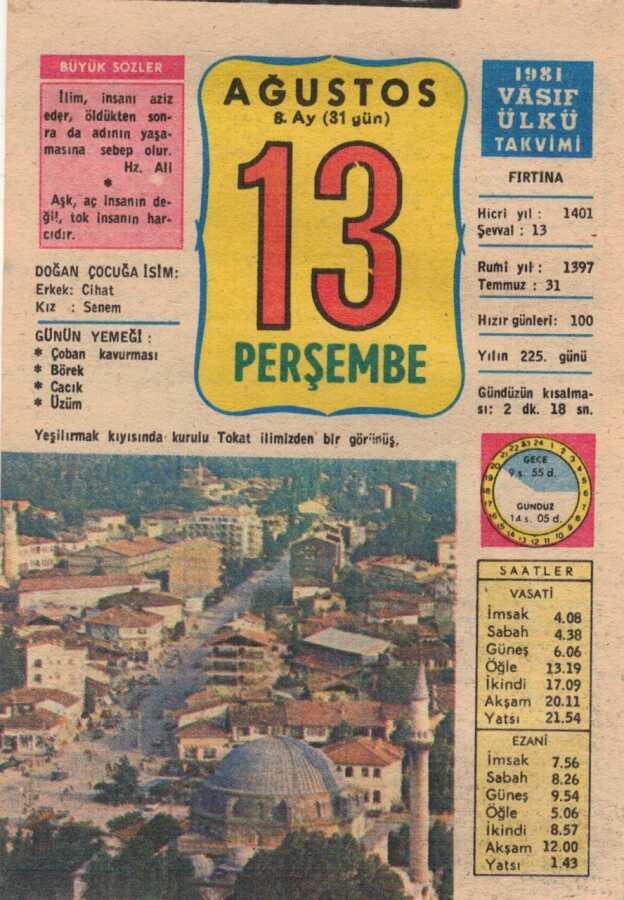 BÜYÜK SÖZLER
İlim, insanı aziz
eder, öldükten son-
ra da adının yaşa-
masına sebep olur.
Hz. Ali
*
Aşk, aç insanın de-
ğil, tok insanın har-
cıdır.
DOĞAN ÇOCUĞA İSİM:
Erkek: Cihat
Kız : Senem
GÜNÜN YEMEĞİ :
* Çoban kavurması
* Börek
* Cacık
* Üzüm
AĞUSTOS
8. Ay (31 gün)
13
PERŞEMBE
1981
VÂSIF
ÜLKÜ
TAKVİMİ
FIRTINA
Hicri yıl : 1401
Şevval : 13
Rumî yıl : 1397
Temmuz : 31
Hızır günleri: 100
Yılın 225. günü
Gündüzün kısalma-
sı: 2 dk. 18 sn.
Yeşilırmak kıyısında kurulu Tokat ilimizden bir görünüş.
GECE
9 s. 55 d.
GUNDUZ
14 s. 05 d.
SAATLER
VASATİ
İmsak 4.08
Sabah 4.38
Güneş 6.06
Öğle 13.19
İkindi 17.09
Akşam 20.11
Yatsı 21.54
EZANİ
İmsak 7.56
Sabah 8.26
Güneş 9.54
Öğle 5.06
İkindi 8.57
Akşam 12.00
Yatsı 1.43